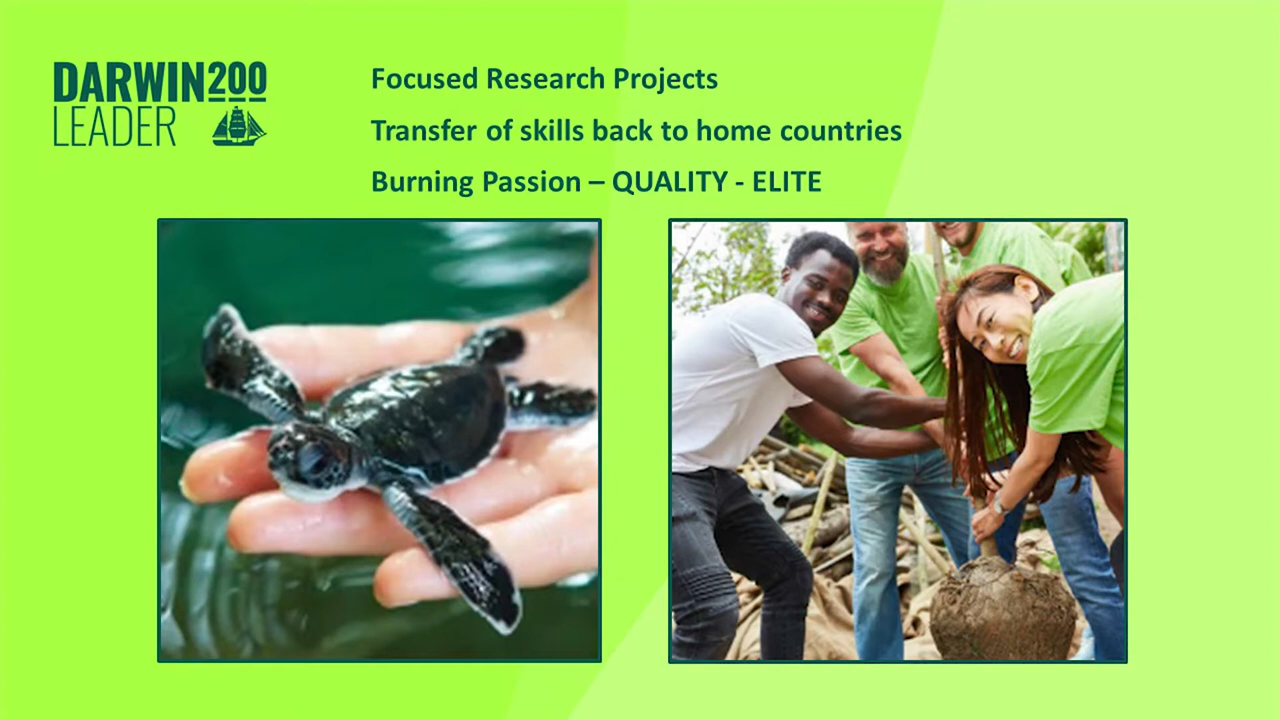 DARWIN200
LEADER
Focused Research Projects
Transfer of skills back to home countries
Burning Passion – QUALITY - ELITE